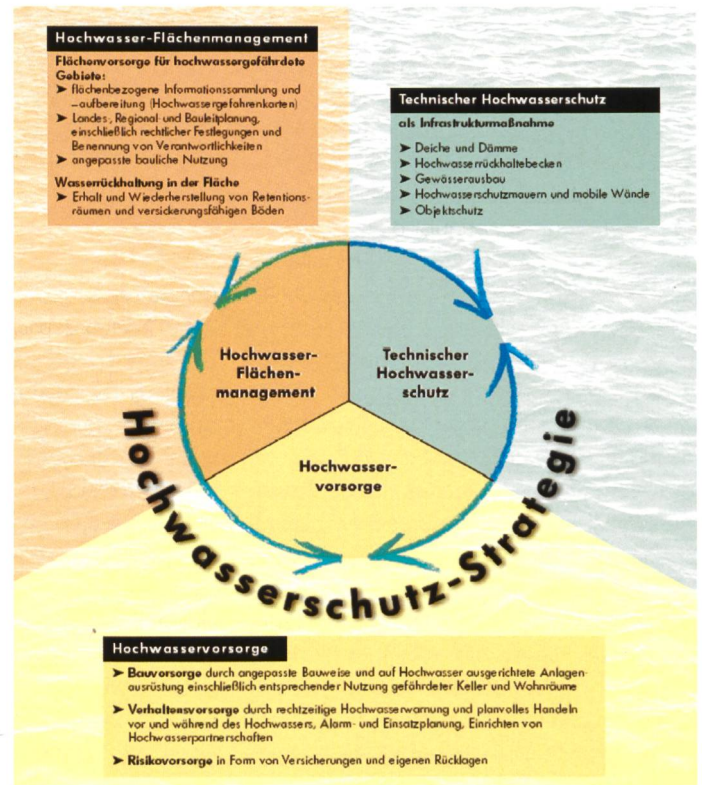 Hochwasser-Flächenmanagement
Flächenvorsorge für hochwassergefährdete
Gebiete:
➤ flächenbezogene Informationssammlung und
–aufbereitung (Hochwassergefahrenkarten)
➤ Landes-, Regional- und Bauleitplanung,
einschließlich rechtlicher Festlegungen und
Benennung von Verantwortlichkeiten
➤ angepasste bauliche Nutzung
Wasserrückhaltung in der Fläche
➤ Erhalt und Wiederherstellung von Retentions-
räumen und versickerungsfähigen Böden
Technischer Hochwasserschutz
als Infrastrukturmaßnahme
➤ Deiche und Dämme
➤ Hochwasserrückhaltebecken
➤ Gewässerausbau
➤ Hochwasserschutzmauern und mobile Wände
➤ Objektschutz
Hochwasser-
Flächen-
management
Technischer
Hochwasser-
schutz
Hochwasser-
vorsorge
Hochwasserschutz-Strategie
Hochwasservorsorge
➤ Bauvorsorge durch angepasste Bauweise und auf Hochwasser ausgerichtete Anlagen-
ausrüstung einschließlich entsprechender Nutzung gefährdeter Keller und Wohnräume
➤ Verhaltensvorsorge durch rechtzeitige Hochwasserwarnung und planvolles Handeln
vor und während des Hochwassers, Alarm- und Einsatzplanung, Einrichten von
Hochwasserpartnerschaften
➤ Risikovorsorge in Form von Versicherungen und eigenen Rücklagen